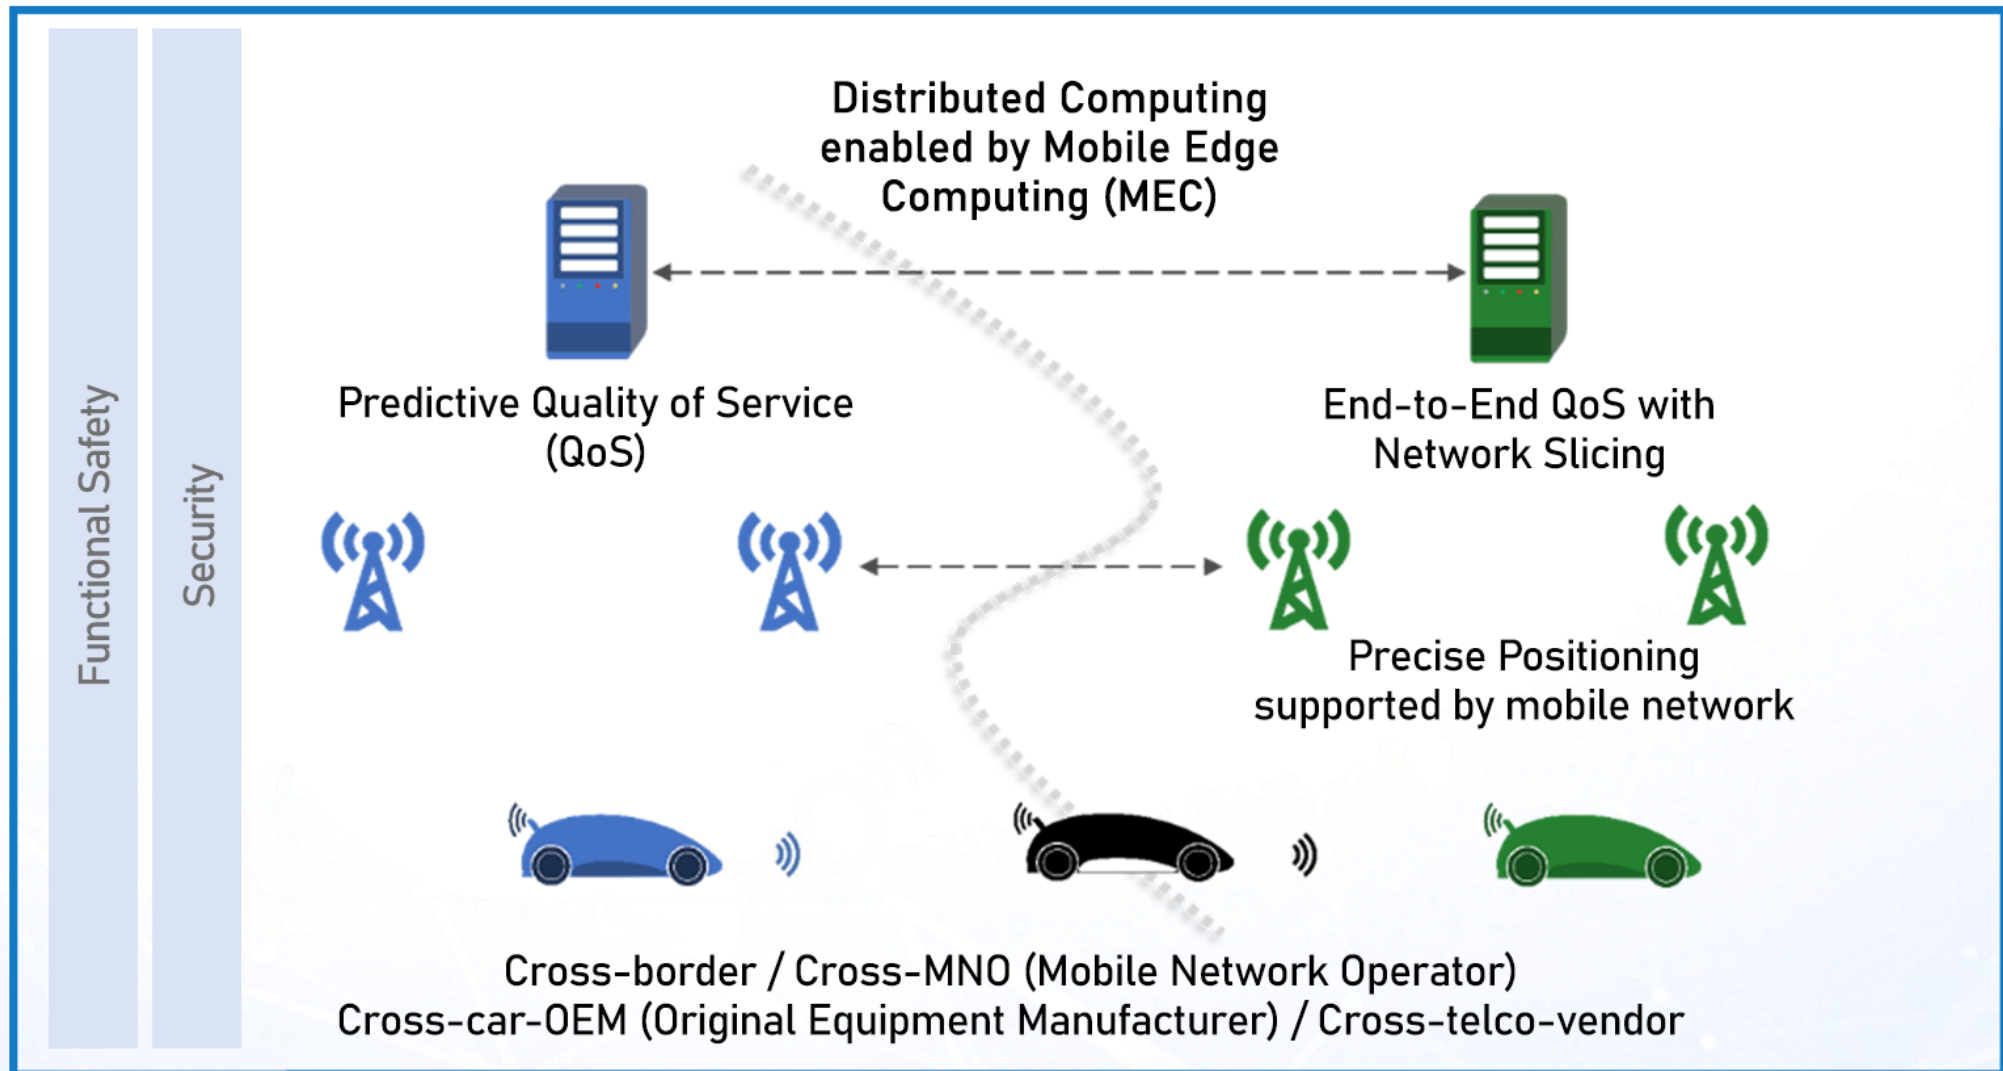 Functional Safety
Security
Distributed Computing
enabled by Mobile Edge
Computing (MEC)
Predictive Quality of Service
(QoS)
End-to-End QoS with
Network Slicing
Precise Positioning
supported by mobile network
Cross-border / Cross-MNO (Mobile Network Operator)
Cross-car-OEM (Original Equipment Manufacturer) / Cross-telco-vendor